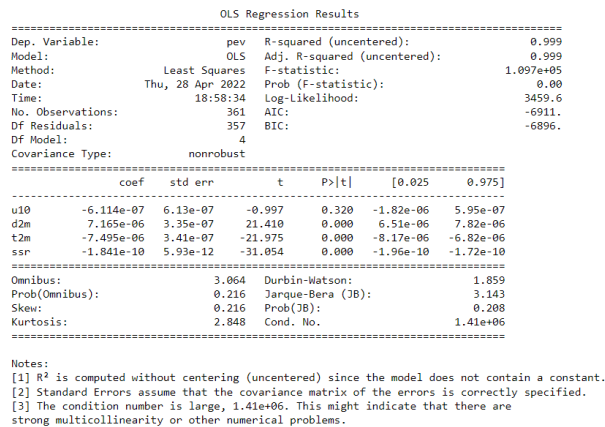 OLS Regression Results
==============================================================================
Dep. Variable: pev R-squared (uncentered): 0.999
Model: OLS Adj. R-squared (uncentered): 0.999
Method: Least Squares F-statistic: 1.097e+05
Date: Thu, 28 Apr 2022 Prob (F-statistic): 0.00
Time: 18:58:34 Log-Likelihood: 3459.6
No. Observations: 361 AIC: -6911.
Df Residuals: 357 BIC: -6896.
Df Model: 4
Covariance Type: nonrobust
==============================================================================
coef std err t P>|t| [0.025 0.975]
------------------------------------------------------------------------------
u10 -6.114e-07 6.13e-07 -0.997 0.320 -1.82e-06 5.95e-07
d2m 7.165e-06 3.35e-07 21.410 0.000 6.51e-06 7.82e-06
t2m -7.495e-06 3.41e-07 -21.975 0.000 -8.17e-06 -6.82e-06
ssr -1.841e-10 5.93e-12 -31.054 0.000 -1.96e-10 -1.72e-10
==============================================================================
Omnibus: 3.064 Durbin-Watson: 1.859
Prob(Omnibus): 0.216 Jarque-Bera (JB): 3.143
Skew: 0.216 Prob(JB): 0.208
Kurtosis: 2.848 Cond. No. 1.41e+06
==============================================================================
Notes:
[1] R² is computed without centering (uncentered) since the model does not contain a constant.
[2] Standard Errors assume that the covariance matrix of the errors is correctly specified.
[3] The condition number is large, 1.41e+06. This might indicate that there are
strong multicollinearity or other numerical problems.